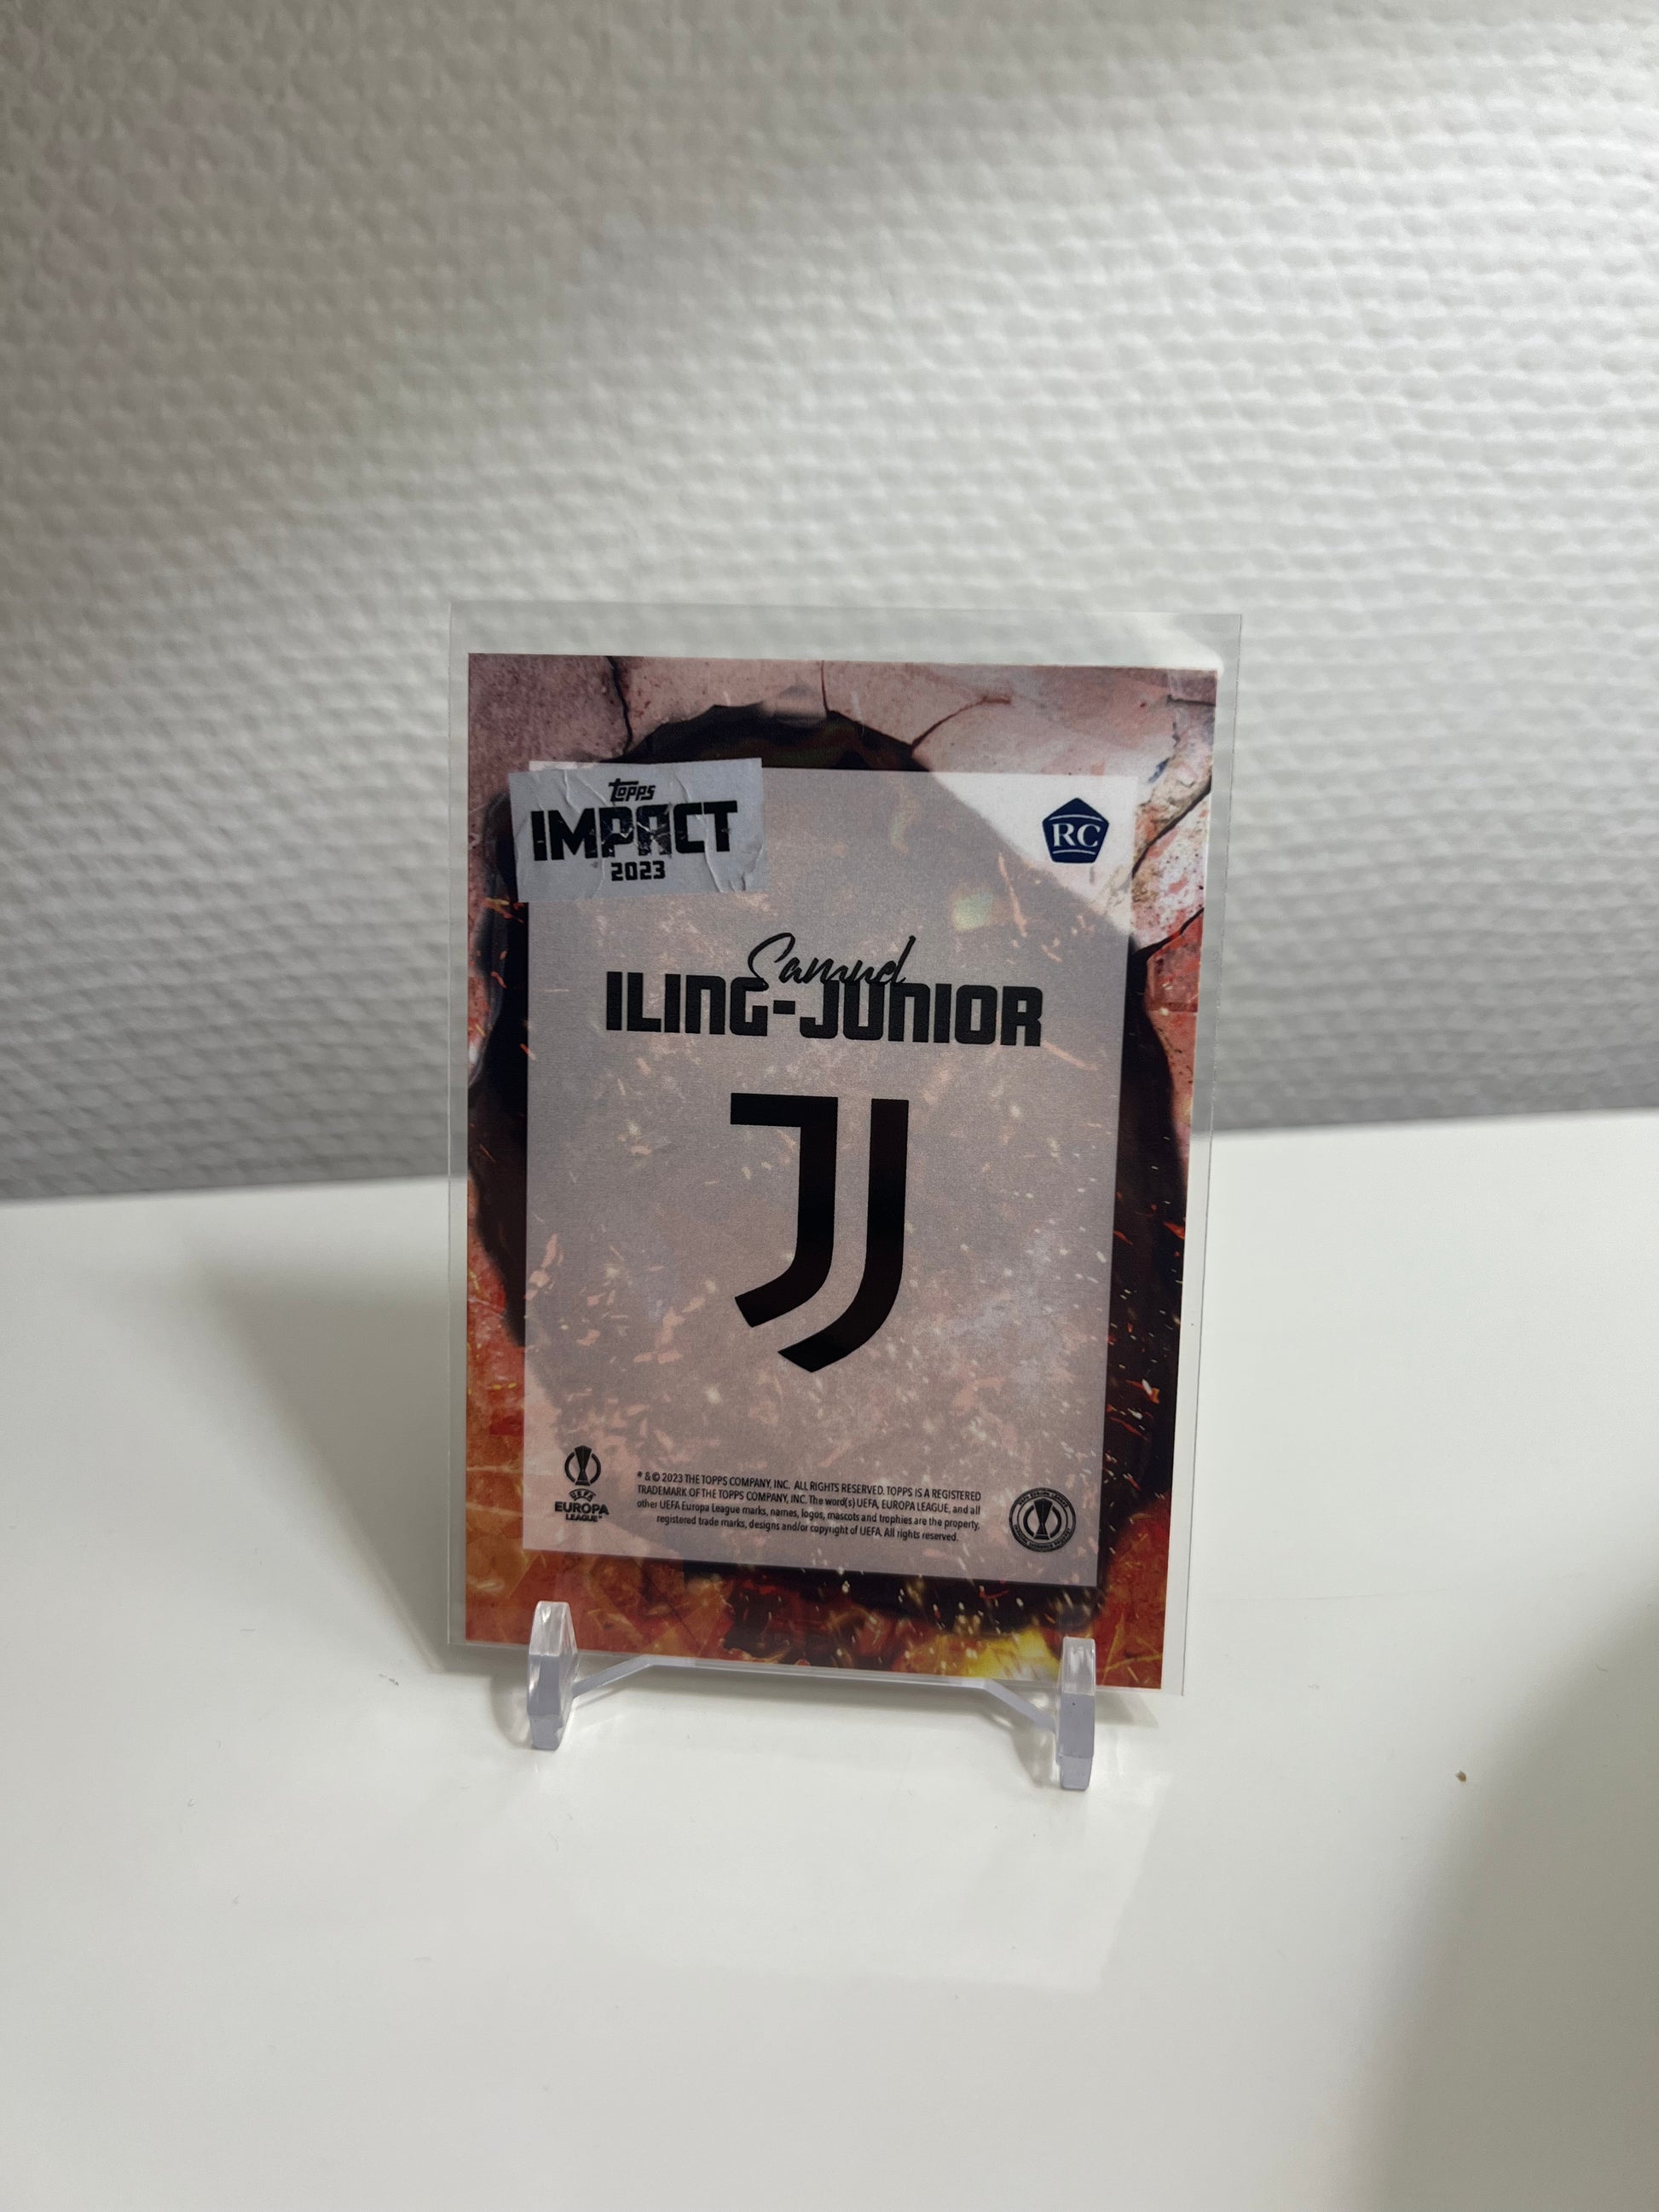 topps
IMPACT
2023
RC
Samuel
ILING-JUNIOR
UEFA
EUROPA
LEAGUE™
® & © 2023 THE TOPPS COMPANY, INC. ALL RIGHTS RESERVED. TOPPS IS A REGISTERED
TRADEMARK OF THE TOPPS COMPANY, INC. The word(s) UEFA, EUROPA LEAGUE, and all
other UEFA Europa League marks, names, logos, mascots and trophies are the property,
registered trade marks, designs and/or copyright of UEFA. All rights reserved.